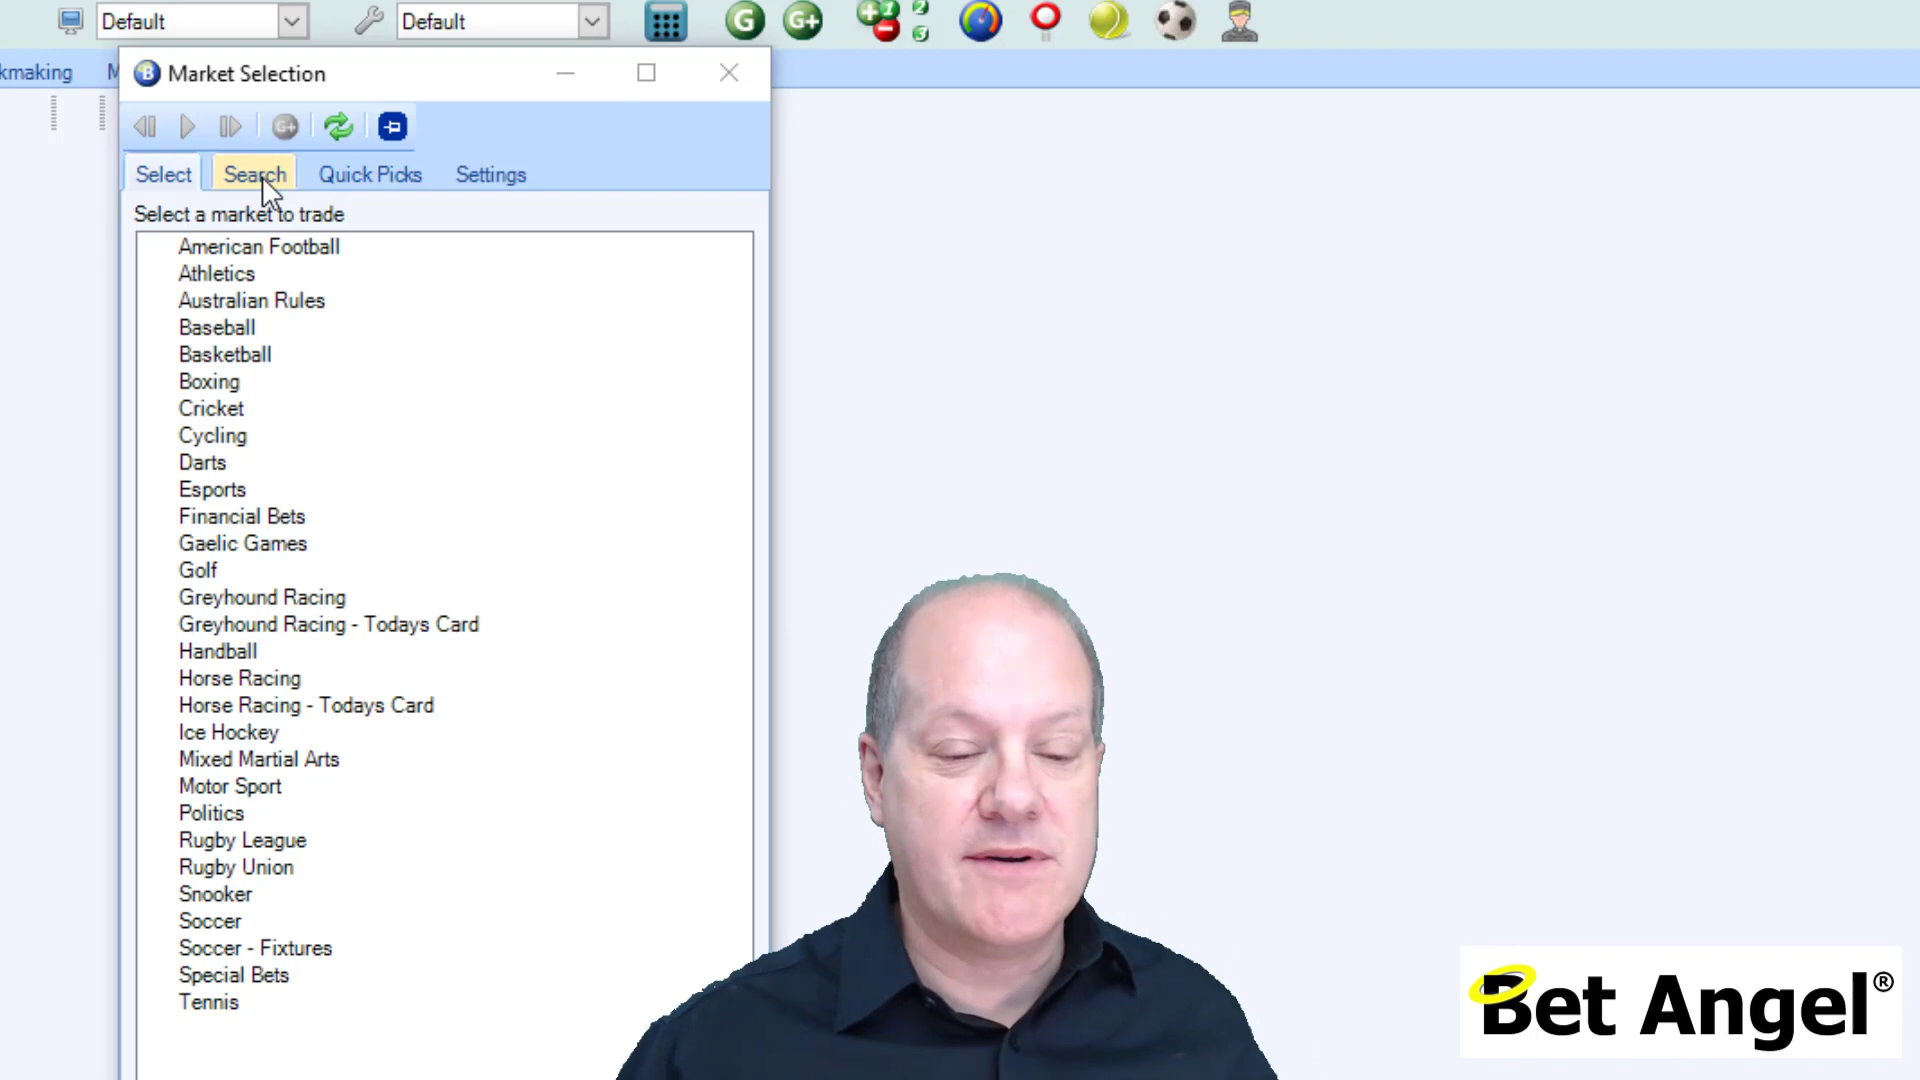 Default
Default
G
G+
1
2
3
kmaking
M
Market Selection
G+
Select
Search
Quick Picks
Settings
Select a market to trade
American Football
Athletics
Australian Rules
Baseball
Basketball
Boxing
Cricket
Cycling
Darts
Esports
Financial Bets
Gaelic Games
Golf
Greyhound Racing
Greyhound Racing - Todays Card
Handball
Horse Racing
Horse Racing - Todays Card
Ice Hockey
Mixed Martial Arts
Motor Sport
Politics
Rugby League
Rugby Union
Snooker
Soccer
Soccer - Fixtures
Special Bets
Tennis
Bet Angel®